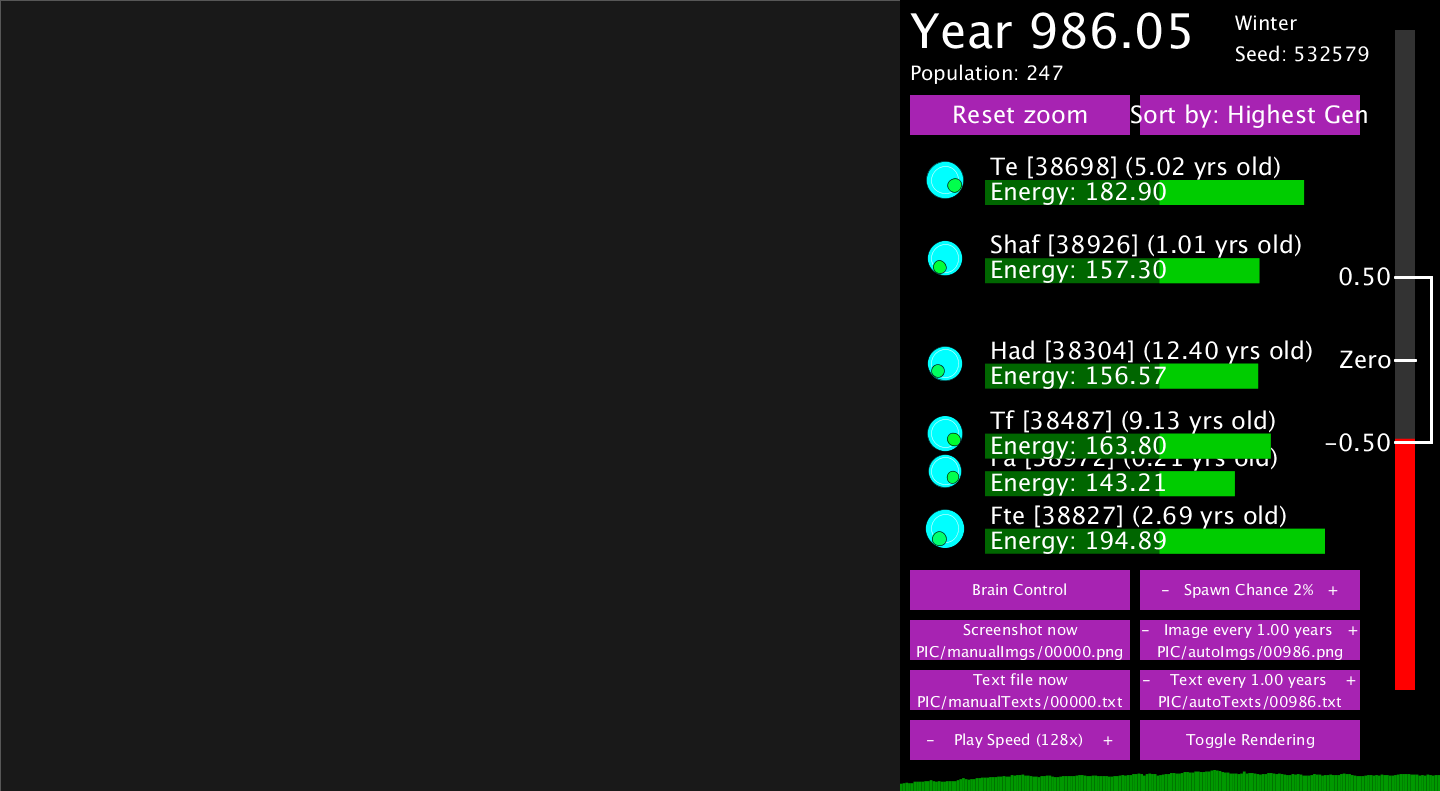 Year 986.05
Winter
Seed: 532579
Population: 247
Reset zoom
Sort by: Highest Gen
Te [38698] (5.02 yrs old)
Energy: 182.90
Shaf [38926] (1.01 yrs old)
Energy: 157.30
0.50
Had [38304] (12.40 yrs old)
Zero
Energy: 156.57
Tf [38487] (9.13 yrs old)
Energy: 163.80
-0.50
[38972] (0.21 yrs old)
Energy: 143.21
Fte [38827] (2.69 yrs old)
Energy: 194.89
Brain Control
- Spawn Chance 2% +
Screenshot now
PIC/manualImgs/00000.png
- Image every 1.00 years +
PIC/autoImgs/00986.png
Text file now
PIC/manualTexts/00000.txt
- Text every 1.00 years +
PIC/autoTexts/00986.txt
- Play Speed (128x) +
Toggle Rendering